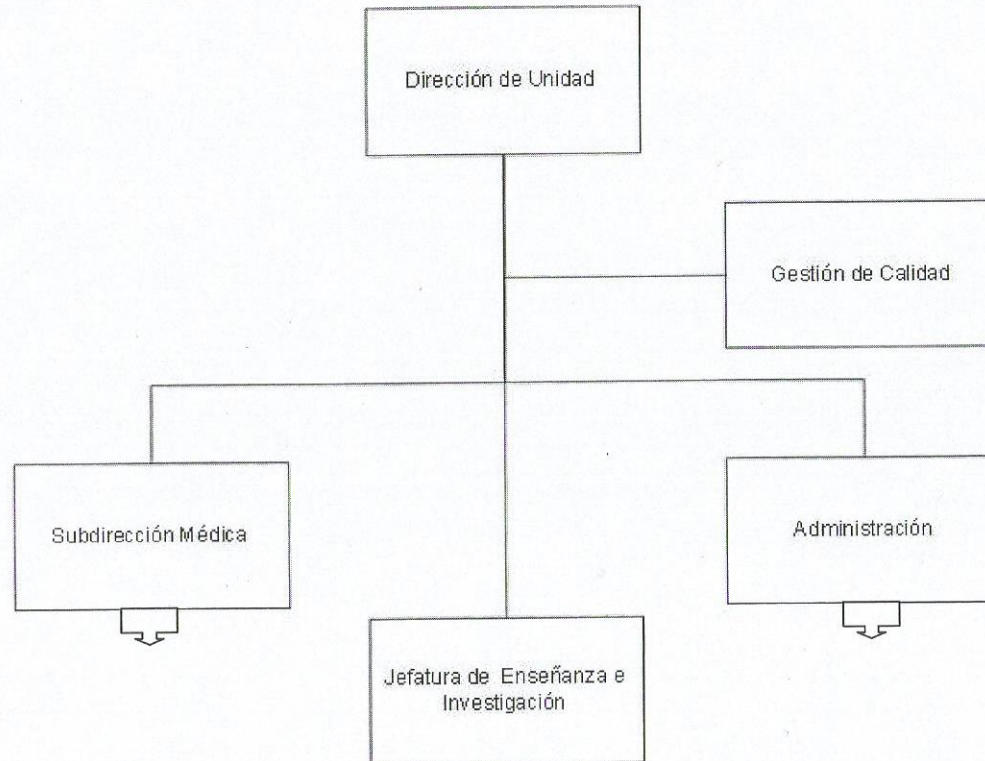 Dirección de Unidad
Gestión de Calidad
Subdirección Médica
Administración
Jefatura de Enseñanza e
Investigación